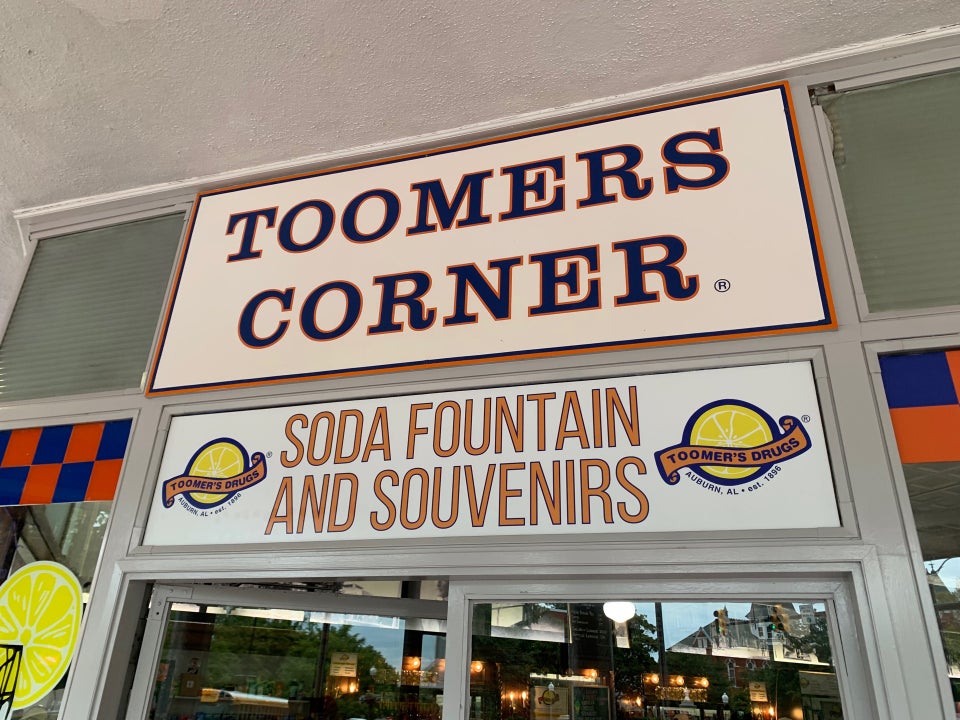 TOOMERS
CORNER ®
SODA FOUNTAIN
AND SOUVENIRS
TOOMER'S DRUGS ®
AUBURN, AL • est. 1896
TOOMER'S DRUGS ®
AUBURN, AL • est. 1896